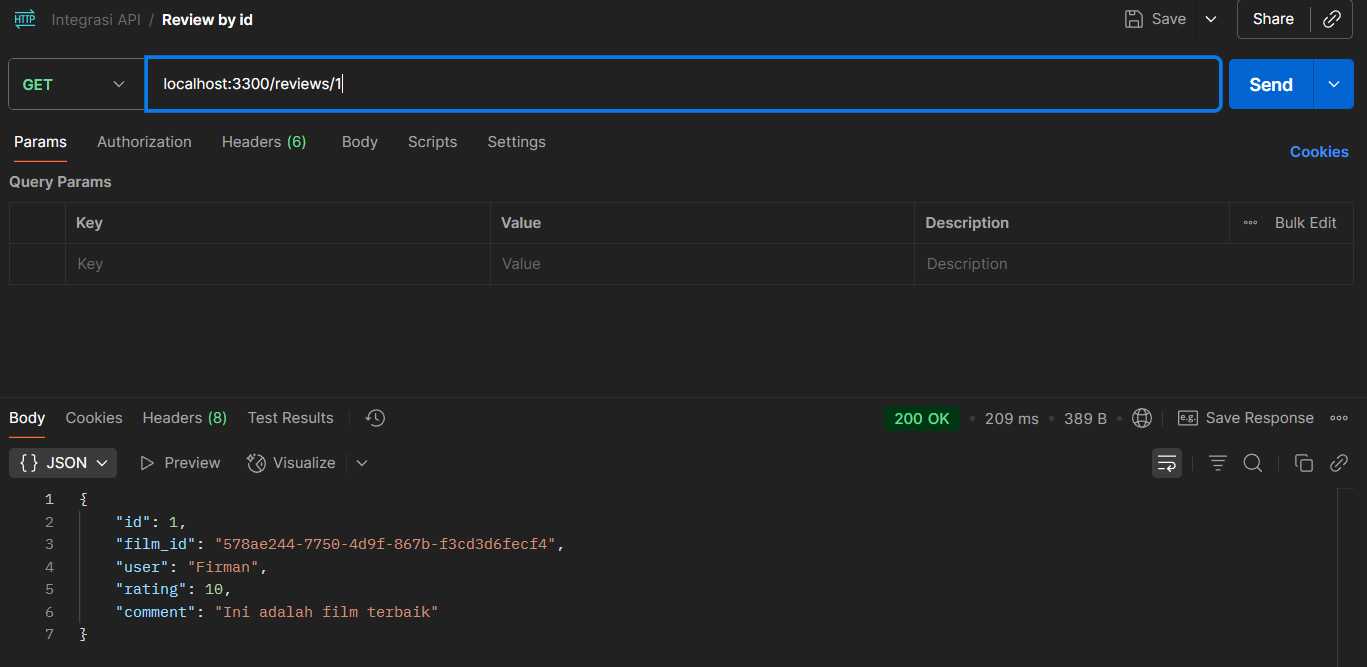 HTTP Integrasi API / Review by id Save Share
GET localhost:3300/reviews/1 Send
Params Authorization Headers (6) Body Scripts Settings Cookies
Query Params
Key Value Description Bulk Edit
Key Value Description
Body Cookies Headers (8) Test Results 200 OK • 209 ms • 389 B • e.g. Save Response
{} JSON Preview Visualize
1 {
2 "id": 1,
3 "film_id": "578ae244-7750-4d9f-867b-f3cd3d6fecf4",
4 "user": "Firman",
5 "rating": 10,
6 "comment": "Ini adalah film terbaik"
7 }